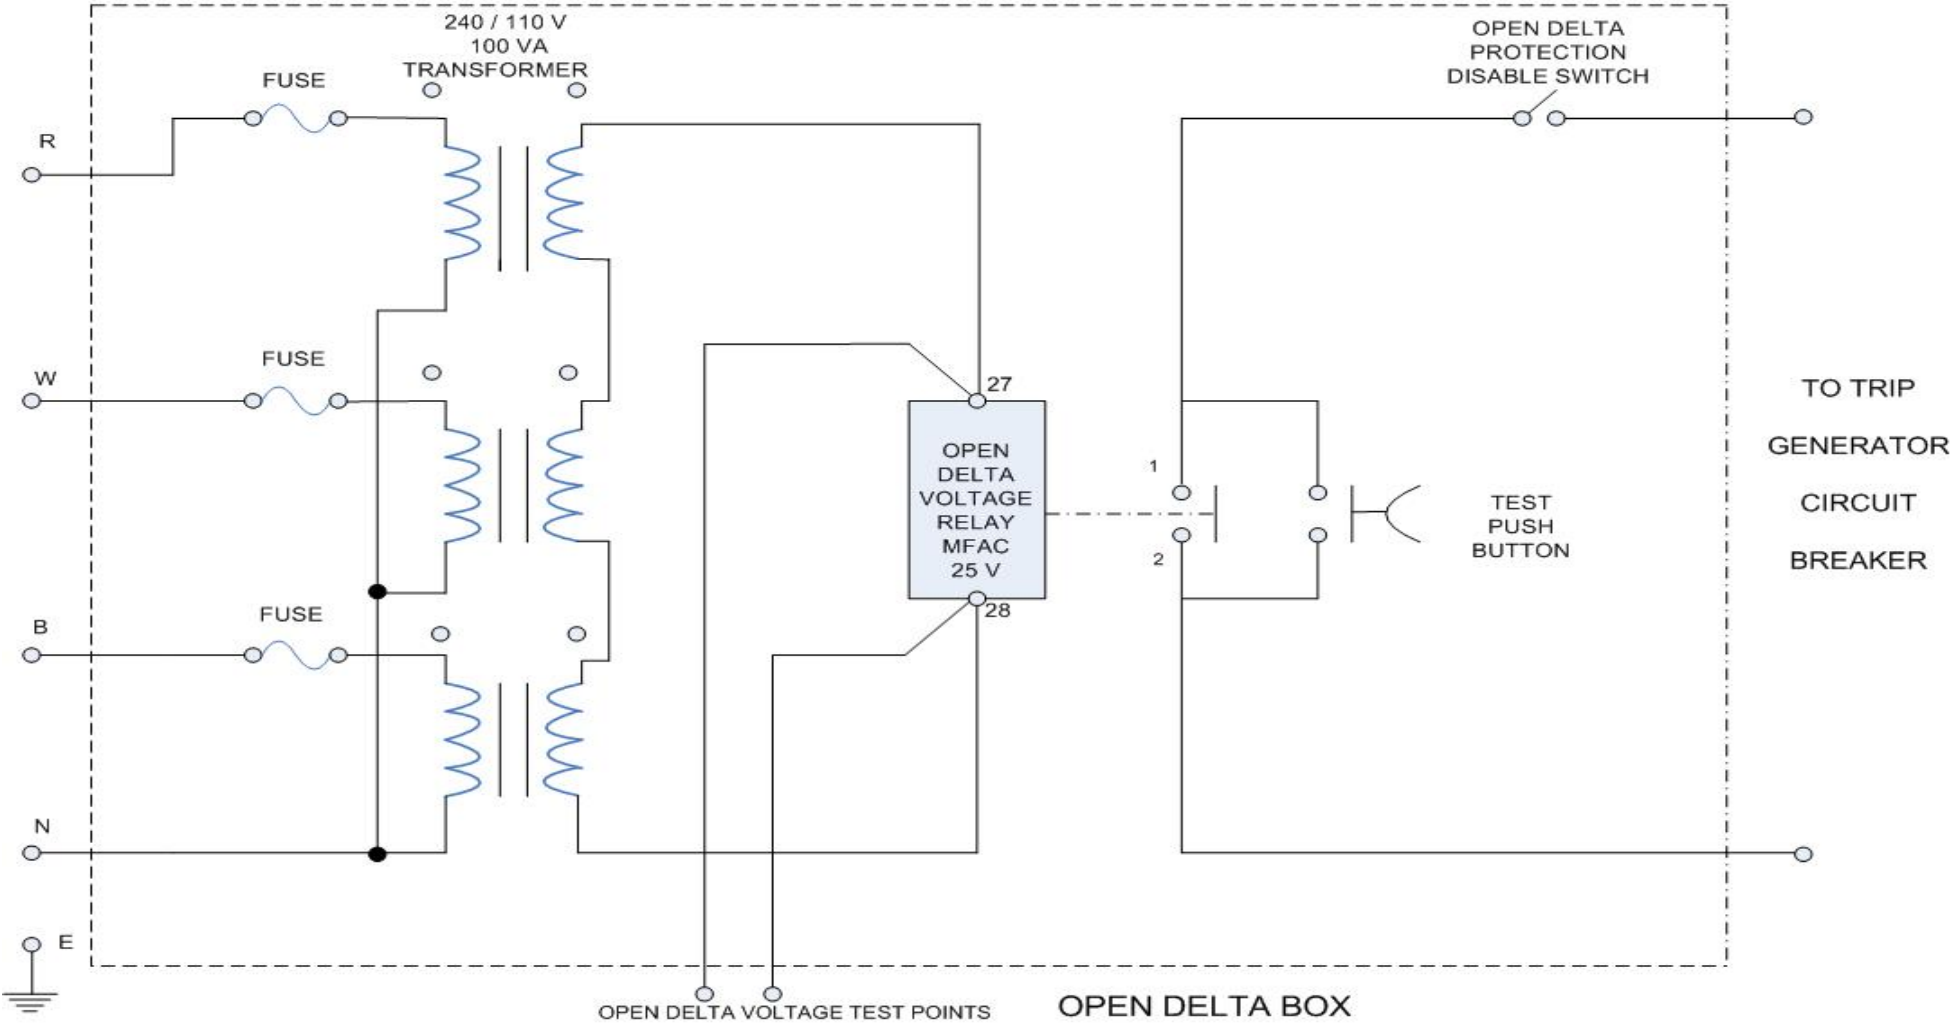 240 / 110 V
100 VA
TRANSFORMER
OPEN DELTA
PROTECTION
DISABLE SWITCH
FUSE
R
FUSE
W
27
TO TRIP
GENERATOR
CIRCUIT
BREAKER
OPEN
DELTA
VOLTAGE
RELAY
MFAC
25 V
1
2
TEST
PUSH
BUTTON
28
FUSE
B
N
E
OPEN DELTA VOLTAGE TEST POINTS
OPEN DELTA BOX